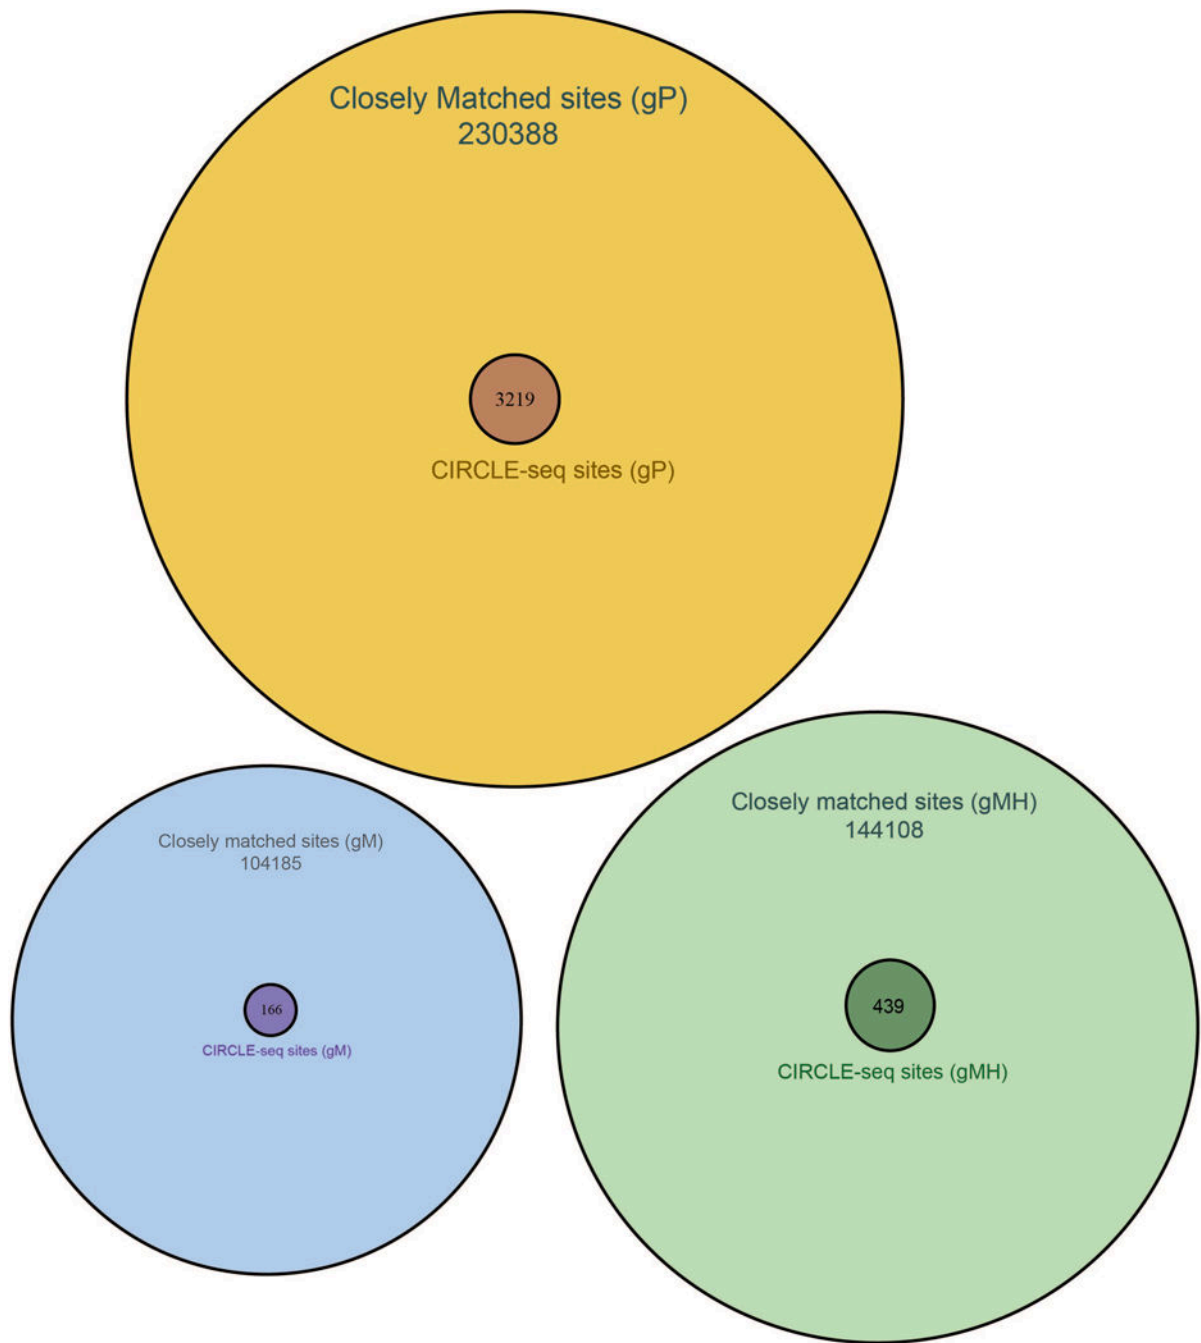 Closely Matched sites (gP)
230388
3219
CIRCLE-seq sites (gP)
Closely matched sites (gM)
104185
166
CIRCLE-seq sites (gM)
Closely matched sites (gMH)
144108
439
CIRCLE-seq sites (gMH)